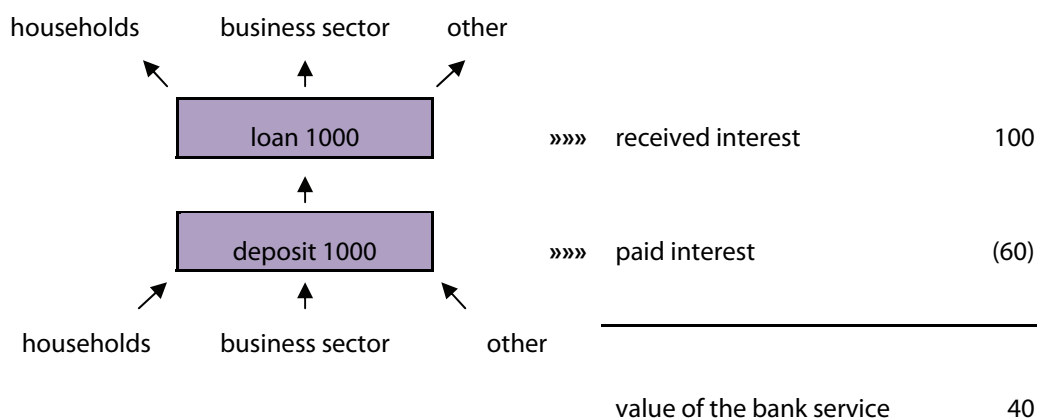 households business sector other
loan 1000 »»» received interest 100
deposit 1000 »»» paid interest (60)
households business sector other
value of the bank service 40